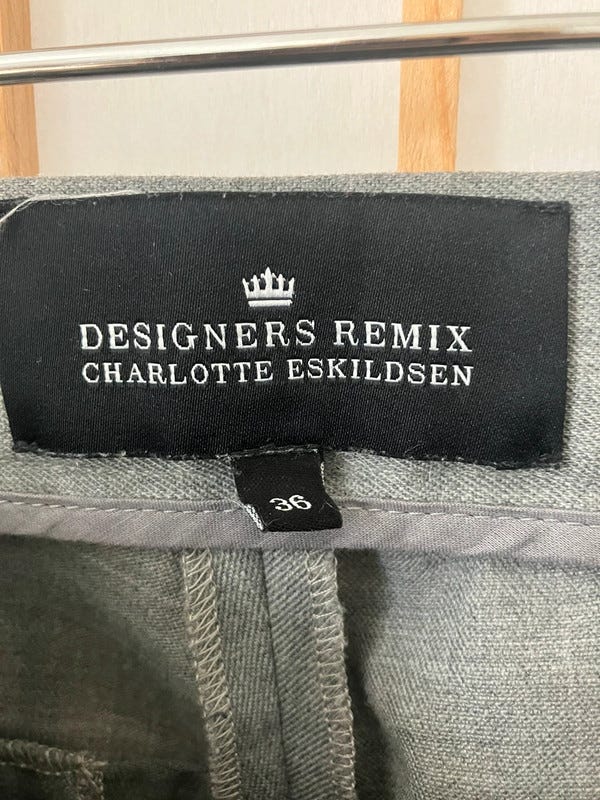 DESIGNERS REMIX
CHARLOTTE ESKILDSEN
36